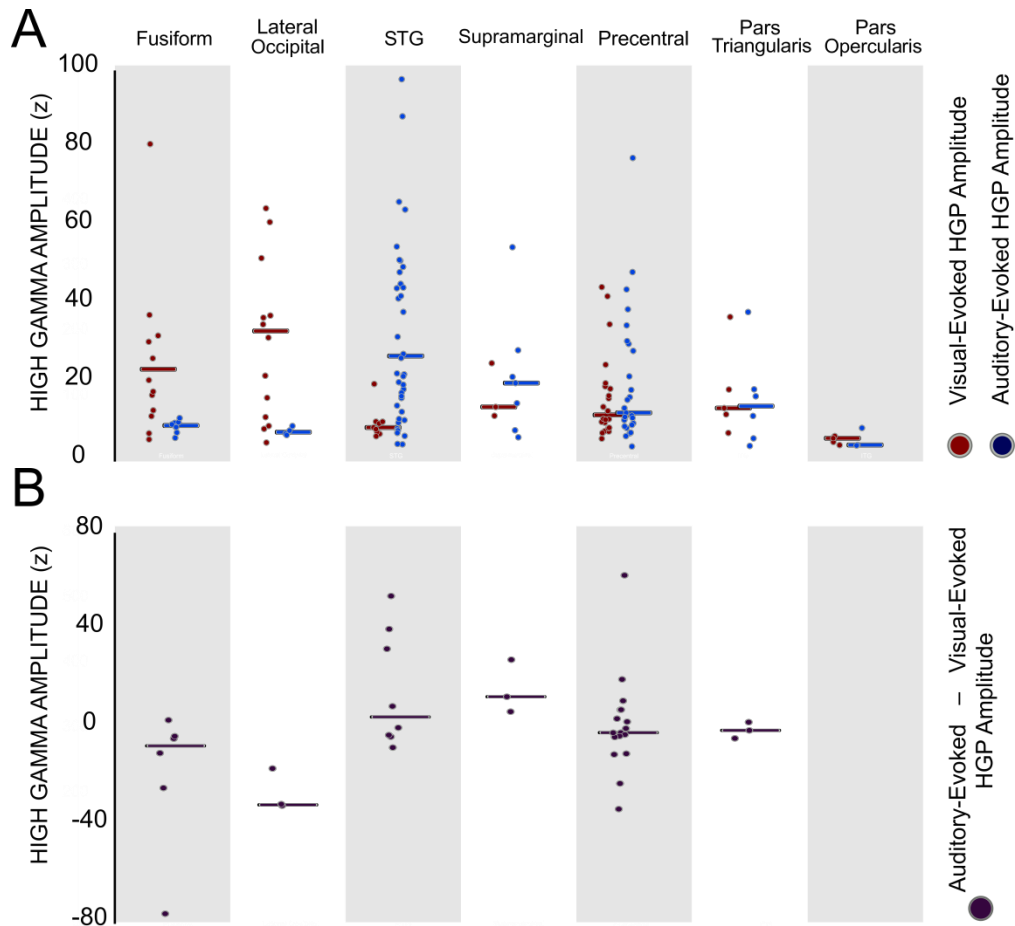 A
Fusiform
Lateral
Occipital
STG
Supramarginal
Precentral
Pars
Triangularis
Pars
Opercularis
HIGH GAMMA AMPLITUDE (z)
100
80
60
40
20
0
Visual-Evoked HGP Amplitude
Auditory-Evoked HGP Amplitude
B
HIGH GAMMA AMPLITUDE (z)
80
40
0
-40
-80
Auditory-Evoked – Visual-Evoked
HGP Amplitude